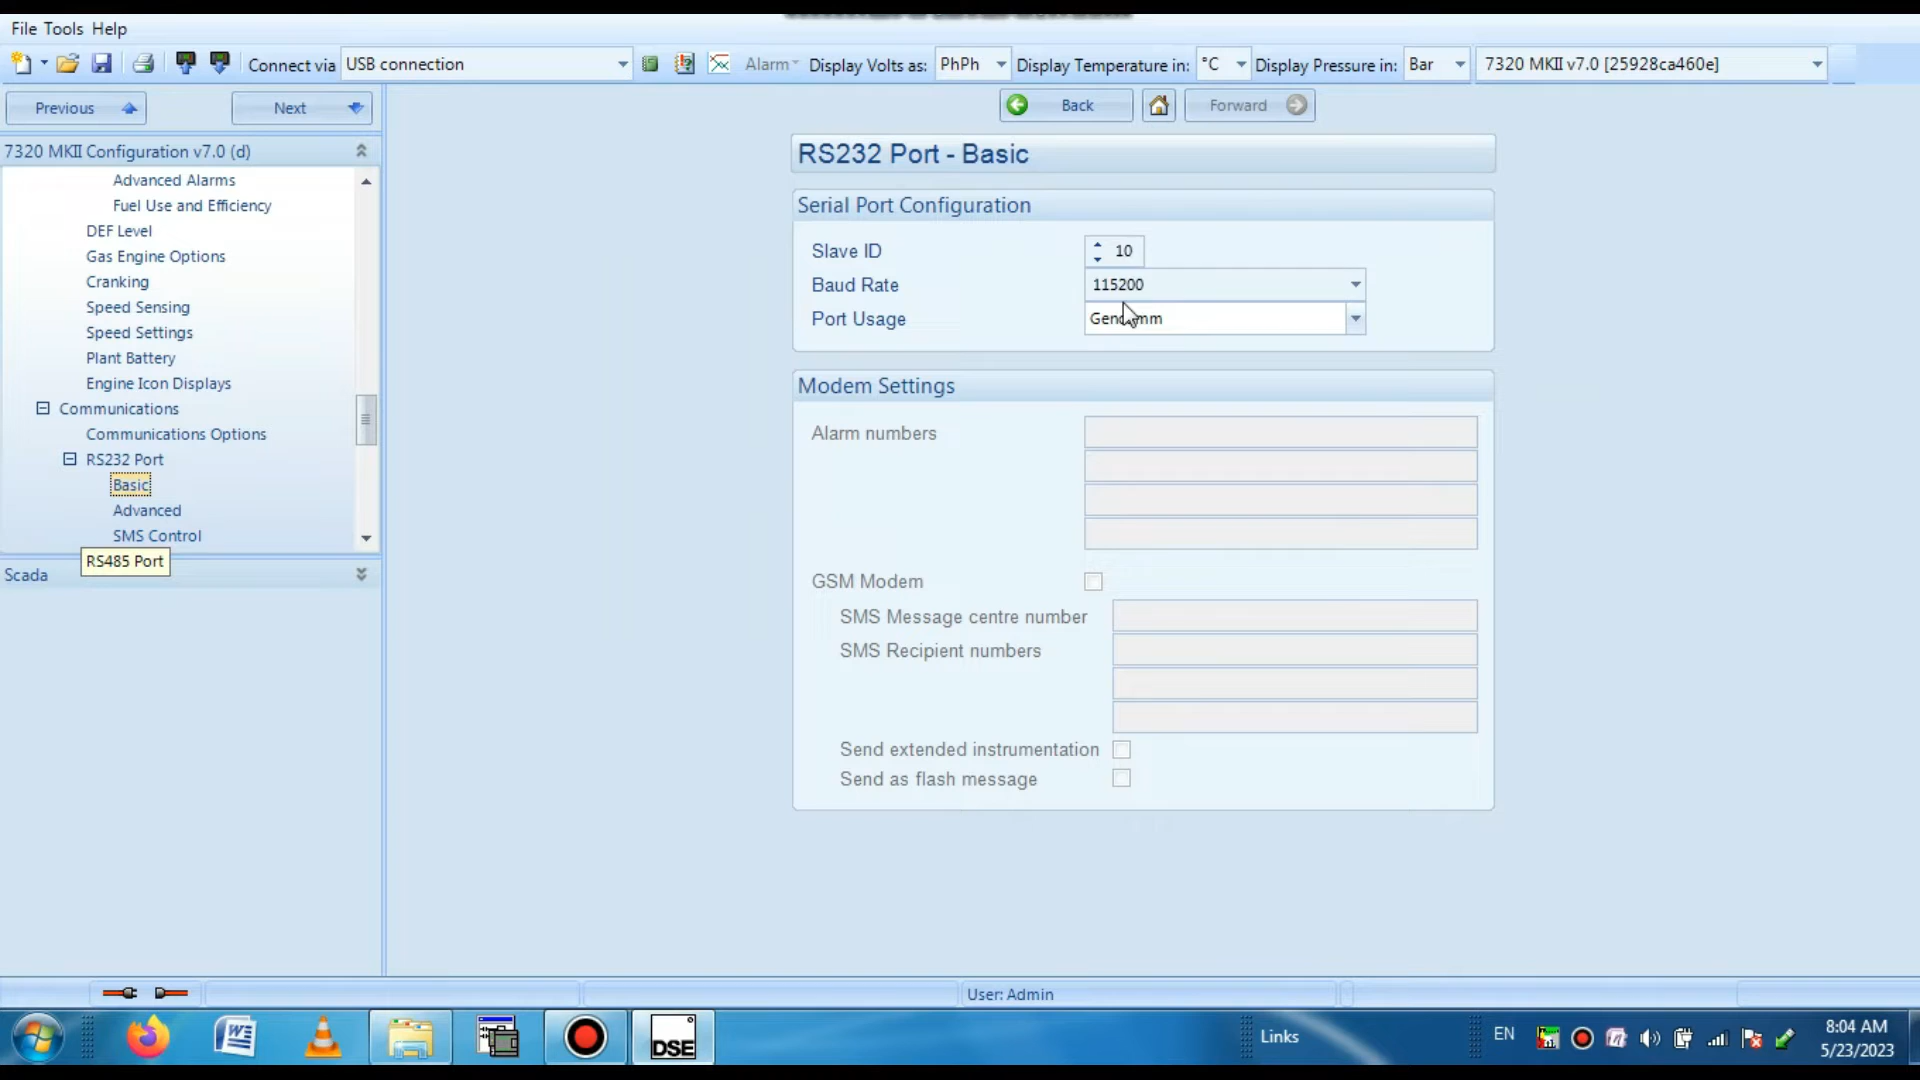 File Tools Help
Connect via USB connection Alarm Display Volts as: PhPh Display Temperature in: °C Display Pressure in: Bar 7320 MKII v7.0 [25928ca460e]
Previous Next
Back Forward
7320 MKII Configuration v7.0 (d)
Advanced Alarms
Fuel Use and Efficiency
DEF Level
Gas Engine Options
Cranking
Speed Sensing
Speed Settings
Plant Battery
Engine Icon Displays
Communications
Communications Options
RS232 Port
Basic
Advanced
SMS Control
RS485 Port
Scada
RS232 Port - Basic
Serial Port Configuration
Slave ID 10
Baud Rate 115200
Port Usage
Modem Settings
Alarm numbers
GSM Modem
SMS Message centre number
SMS Recipient numbers
Send extended instrumentation
Send as flash message
User: Admin
DSE
Links
EN
8:04 AM
5/23/2023